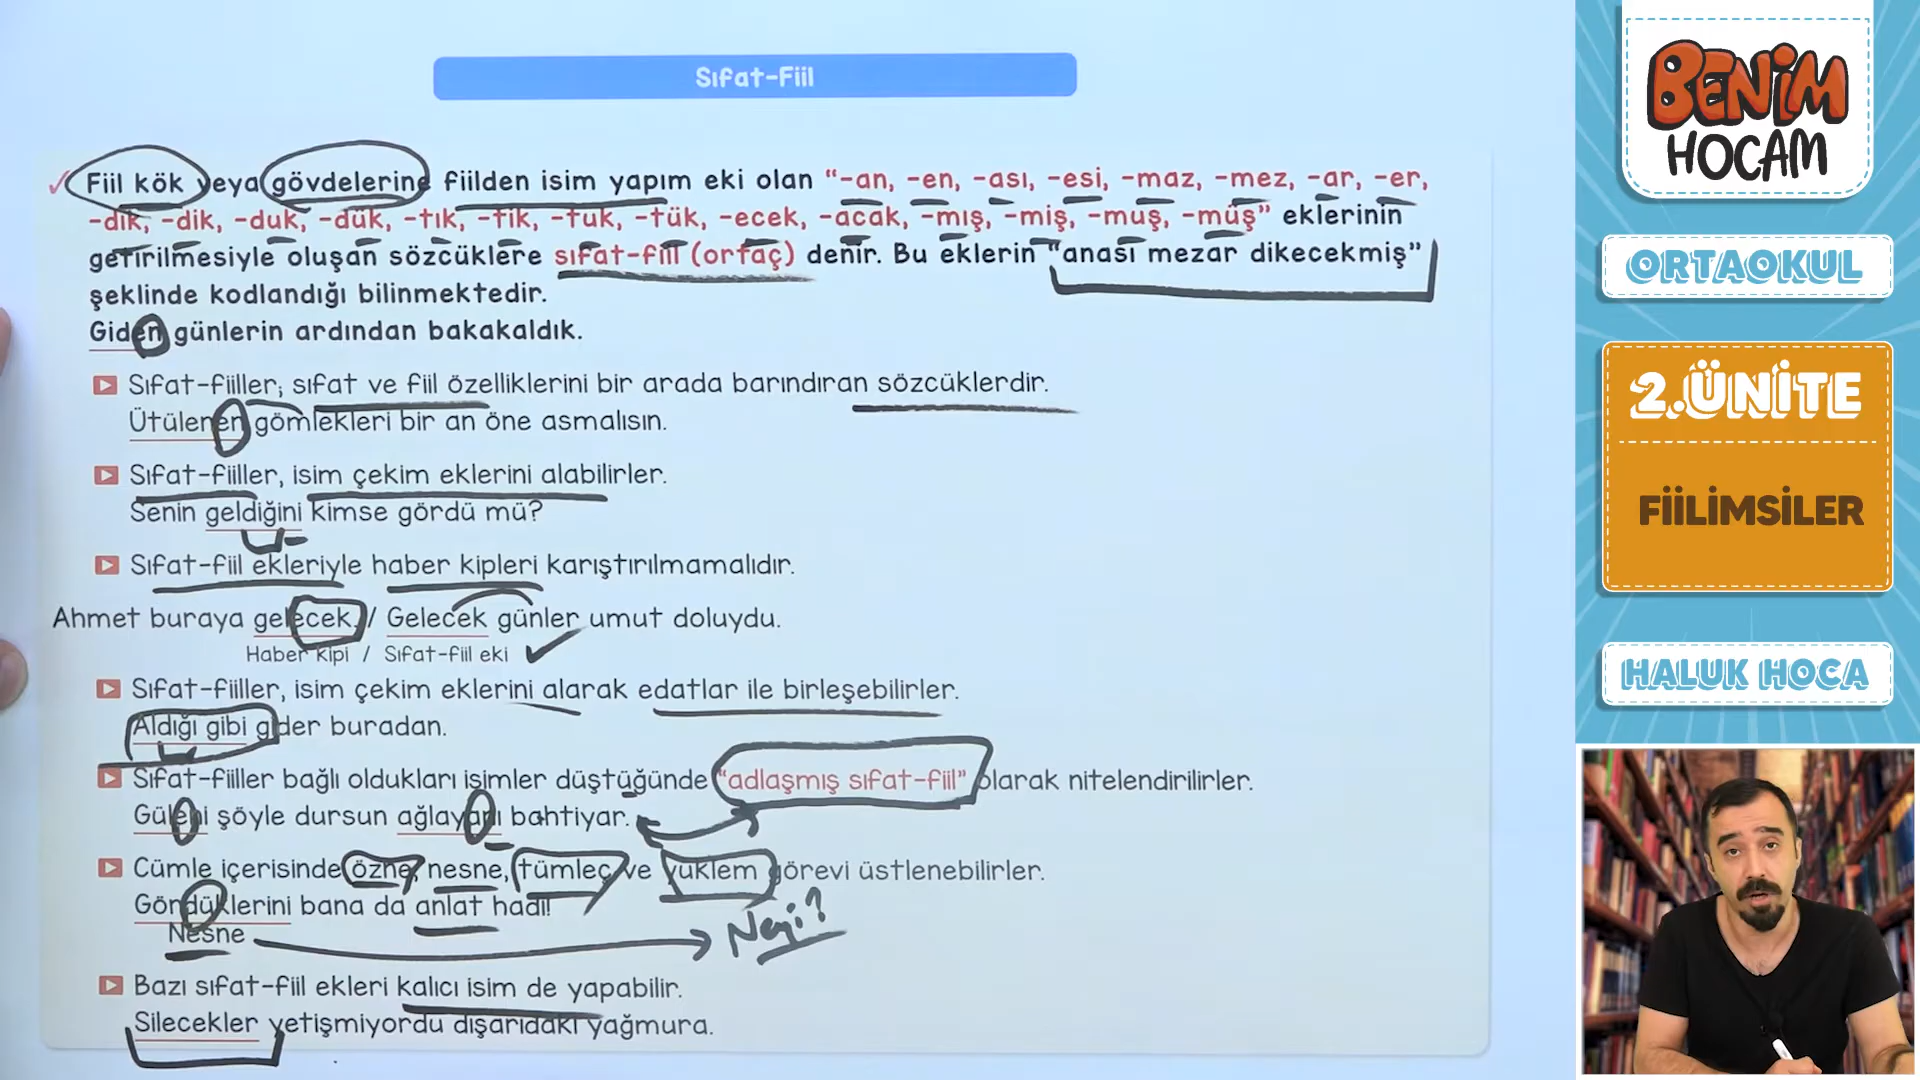 Sıfat-Fiil
Fiil kök veya gövdelerine fiilden isim yapım eki olan “-an, -en, -ası, -esi, -maz, -mez, -ar, -er,
-dık, -dik, -duk, -dük, -tık, -tik, -tuk, -tük, -ecek, -acak, -mış, -miş, -muş, -müş” eklerinin
getirilmesiyle oluşan sözcüklere sıfat-fiil (ortaç) denir. Bu eklerin “anası mezar dikecekmiş”
şeklinde kodlandığı bilinmektedir.
Giden günlerin ardından bakakaldık.
Sıfat-fiiller; sıfat ve fiil özelliklerini bir arada barındıran sözcüklerdir.
Ütülenen gömlekleri bir an öne asmalısın.
Sıfat-fiiller, isim çekim eklerini alabilirler.
Senin geldiğini kimse gördü mü?
Sıfat-fiil ekleriyle haber kipleri karıştırılmamalıdır.
Ahmet buraya gelecek. / Gelecek günler umut doluydu.
Haber kipi / Sıfat-fiil eki
Sıfat-fiiller, isim çekim eklerini alarak edatlar ile birleşebilirler.
Aldığı gibi gider buradan.
Sıfat-fiiller bağlı oldukları isimler düştüğünde “adlaşmış sıfat-fiil” olarak nitelendirilirler.
Güleni şöyle dursun ağlayanı bahtiyar.
Cümle içerisinde özne, nesne, tümleç ve yüklem görevi üstlenebilirler.
Gördüklerini bana da anlat hadi!
Nesne
Neyi?
Bazı sıfat-fiil ekleri kalıcı isim de yapabilir.
Silecekler yetişmiyordu dışarıdaki yağmura.
BENİM
HOCAM
ORTAOKUL
2.ÜNİTE
FİİLİMSİLER
HALUK HOCA